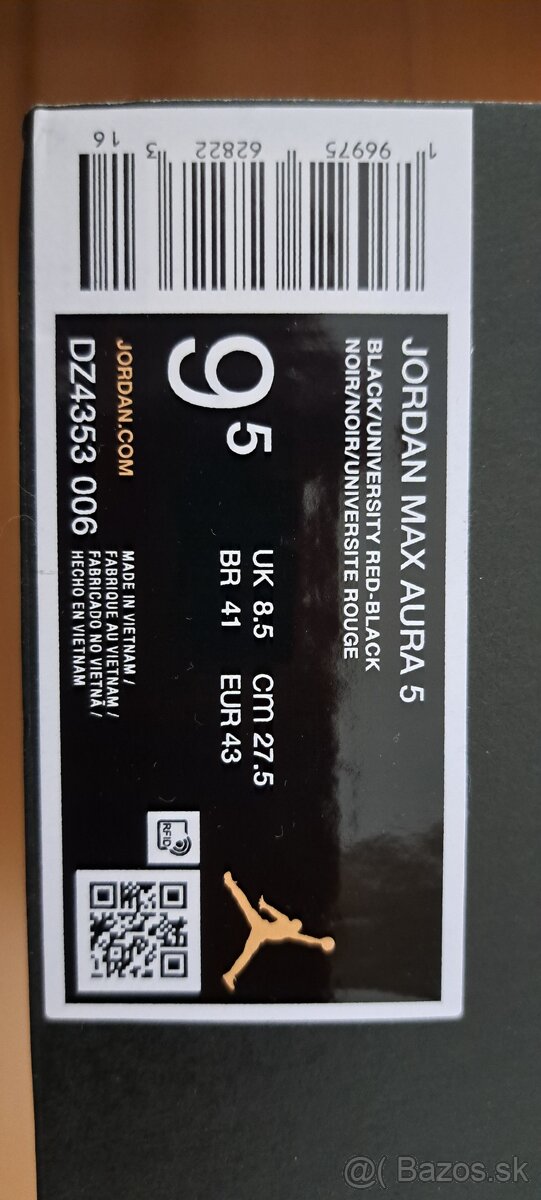 JORDAN MAX AURA 5
BLACK/UNIVERSITY RED-BLACK
NOIR/NOIR/UNIVERSITE ROUGE
9.5
UK 8.5 cm 27.5
BR 41 EUR 43
JORDAN.COM
DZ4353 006
MADE IN VIETNAM /
FABRIQUE AU VIETNAM /
FABRICADO NO VIETNÃ /
HECHO EN VIETNAM
RFID
1 96975 62822 3 16
@( Bazos.sk